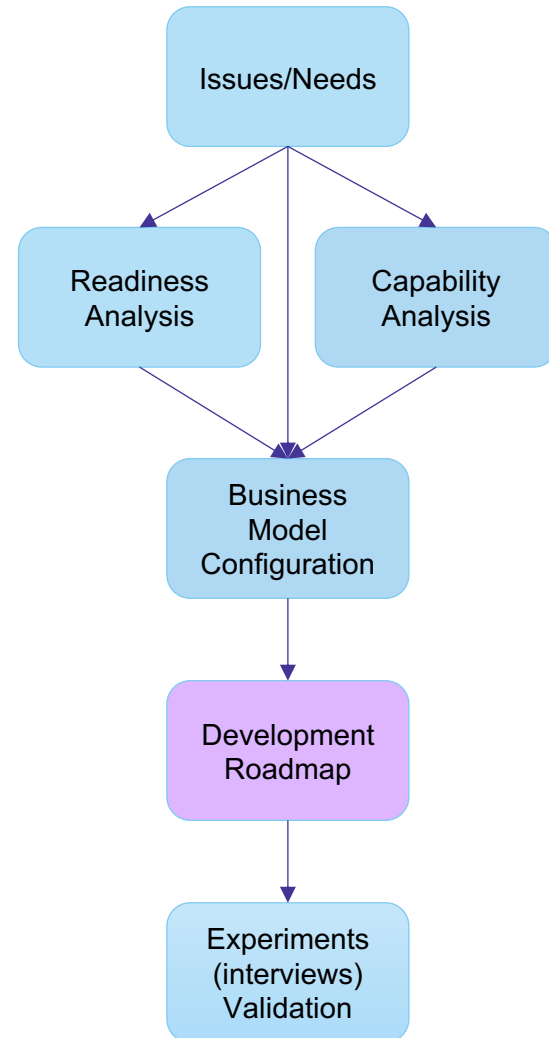 Issues/Needs
Readiness
Analysis
Capability
Analysis
Business
Model
Configuration
Development
Roadmap
Experiments
(interviews)
Validation